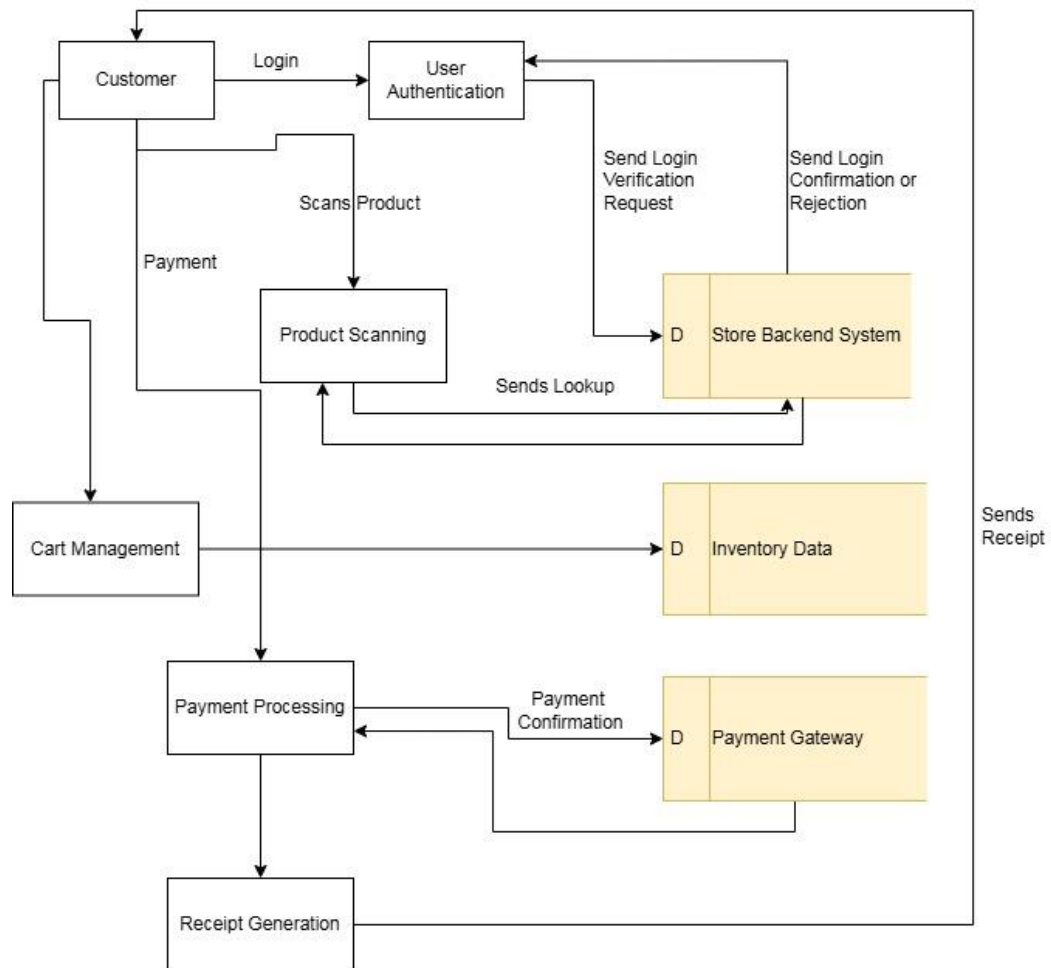 Customer
Login
User
Authentication
Send Login
Verification
Request
Send Login
Confirmation or
Rejection
Scans Product
Payment
Product Scanning
D
Store Backend System
Sends Lookup
Cart Management
D
Inventory Data
Sends
Receipt
Payment Processing
Payment
Confirmation
D
Payment Gateway
Receipt Generation